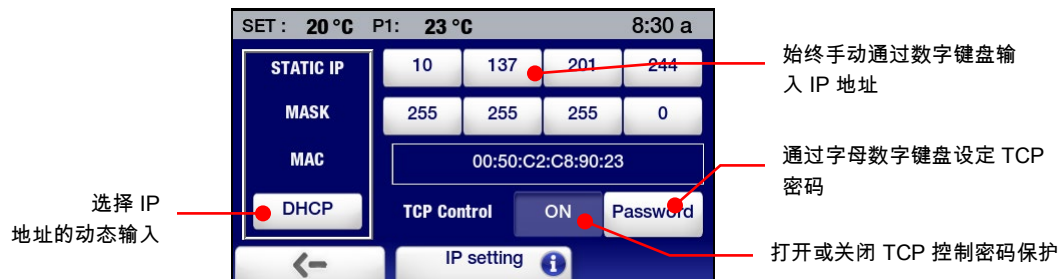 SET : 20 °C P1: 23 °C 8:30 a
STATIC IP 10 137 201 244
MASK 255 255 255 0
MAC 00:50:C2:C8:90:23
DHCP TCP Control ON Password
IP setting
始终手动通过数字键盘输
入 IP 地址
通过字母数字键盘设定 TCP
密码
选择 IP
地址的动态输入
打开或关闭 TCP 控制密码保护